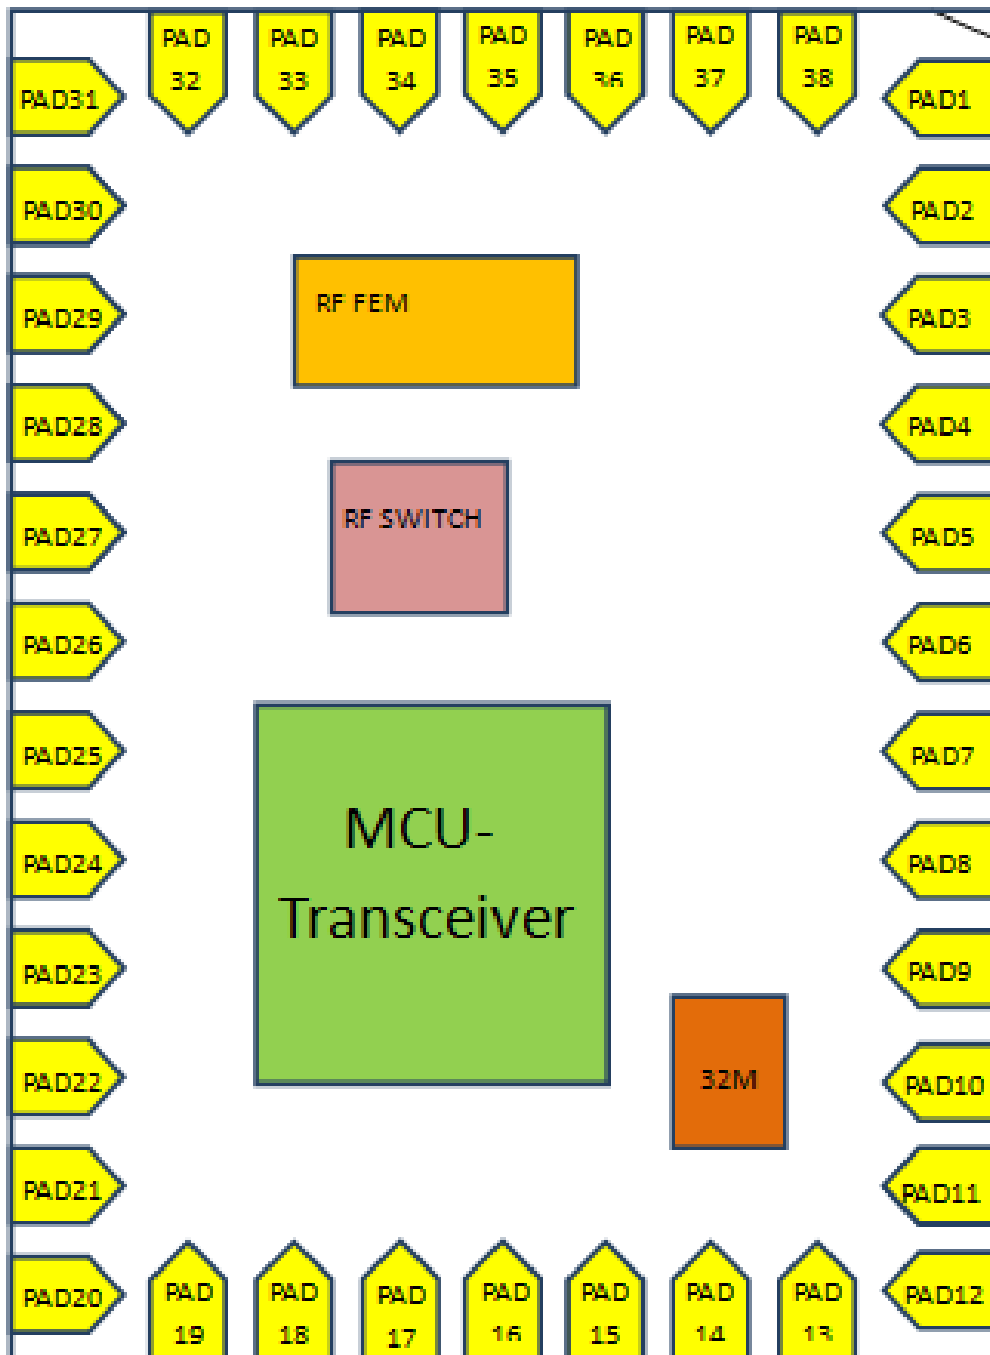 PAD
32
PAD
33
PAD
34
PAD
35
PAD
36
PAD
37
PAD
38
PAD31
PAD1
PAD30
PAD2
RF FEM
PAD29
PAD3
PAD28
PAD4
RF SWITCH
PAD27
PAD5
PAD26
PAD6
PAD25
PAD7
MCU-
Transceiver
PAD24
PAD8
PAD23
PAD9
32M
PAD22
PAD10
PAD21
PAD11
PAD20
PAD12
PAD
19
PAD
18
PAD
17
PAD
16
PAD
15
PAD
14
PAD
13